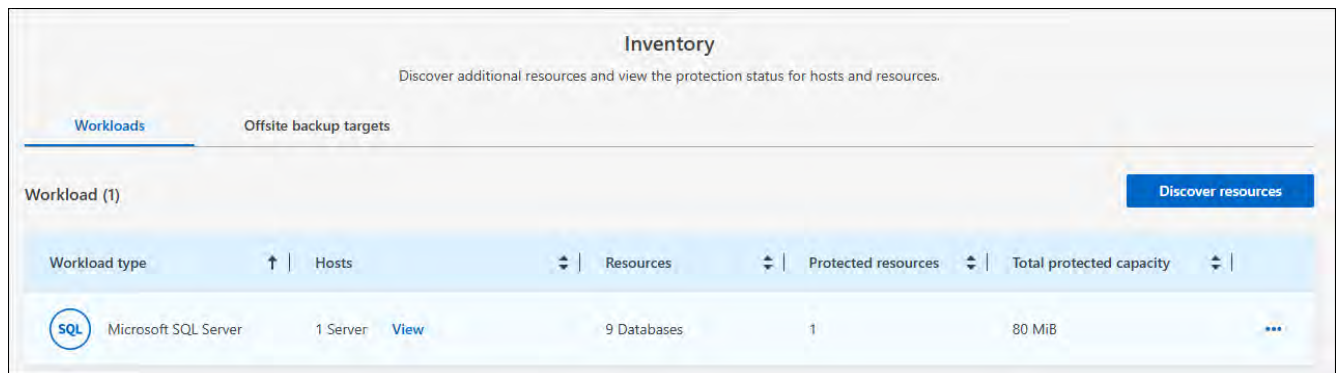 Inventory
Discover additional resources and view the protection status for hosts and resources.
Workloads Offsite backup targets
Workload (1) Discover resources
Workload type Hosts Resources Protected resources Total protected capacity
SQL Microsoft SQL Server 1 Server View 9 Databases 1 80 MiB